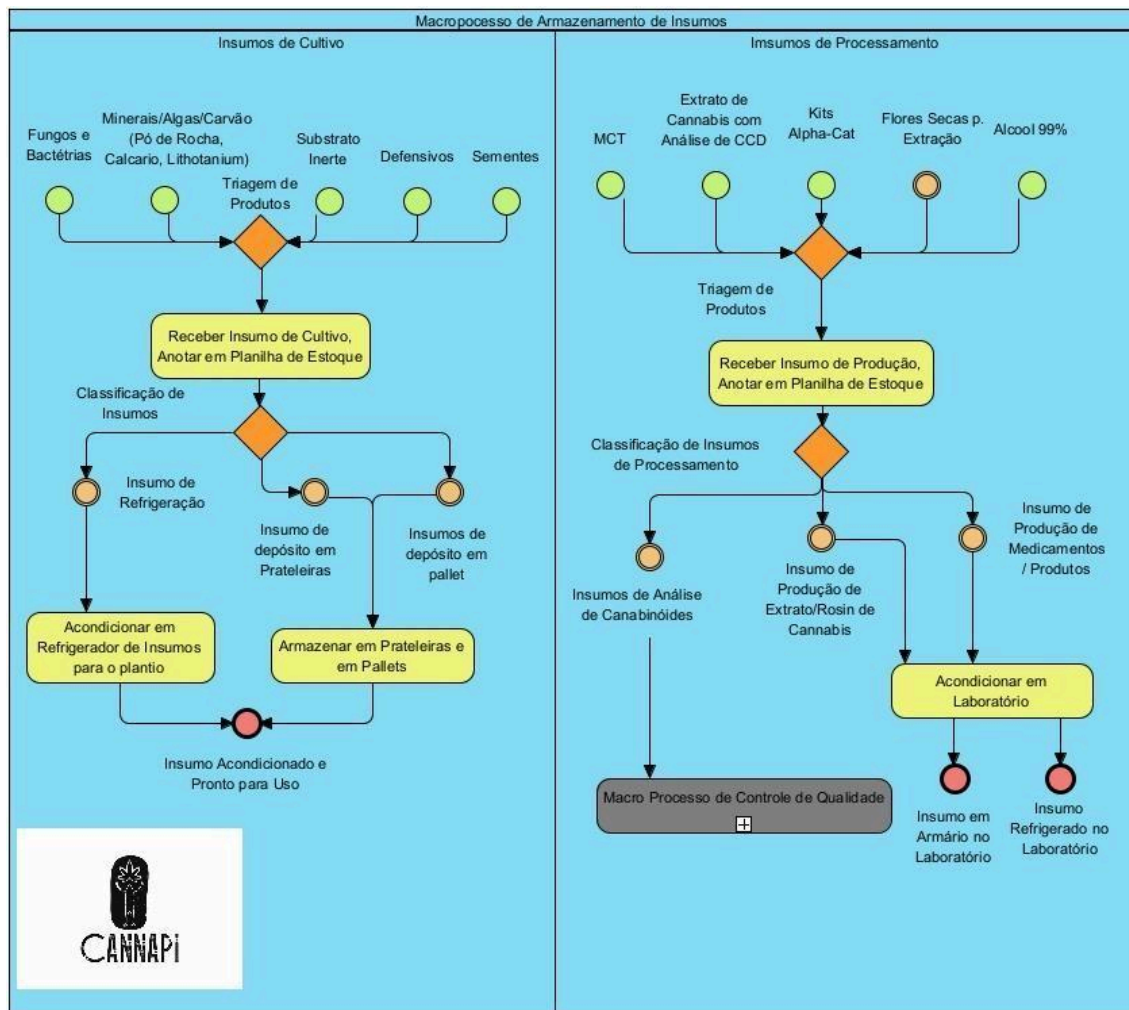 Macropocesso de Armazenamento de Insumos
Insumos de Cultivo
Fungos e
Bactétrias
Minerais/Algas/Carvão
(Pó de Rocha,
Calcario, Lithotanium)
Substrato
Inerte
Defensivos
Sementes
Triagem de
Produtos
Receber Insumo de Cultivo,
Anotar em Planilha de Estoque
Classificação de
Insumos
Insumo de
Refrigeração
Insumo de
depósito em
Prateleiras
Insumos de
depósito em
pallet
Acondicionar em
Refrigerador de Insumos
para o plantio
Armazenar em Prateleiras e
em Pallets
Insumo Acondicionado e
Pronto para Uso
CANNAPi
Imsumos de Processamento
MCT
Extrato de
Cannabis com
Análise de CCD
Kits
Alpha-Cat
Flores Secas p.
Extração
Alcool 99%
Triagem de
Produtos
Receber Insumo de Produção,
Anotar em Planilha de Estoque
Classificação de Insumos
de Processamento
Insumos de Análise
de Canabinóides
Insumo de
Produção de
Extrato/Rosin de
Cannabis
Insumo de
Produção de
Medicamentos
/ Produtos
Acondicionar em
Laboratório
Macro Processo de Controle de Qualidade
Insumo em
Armário no
Laboratório
Insumo
Refrigerado no
Laboratório